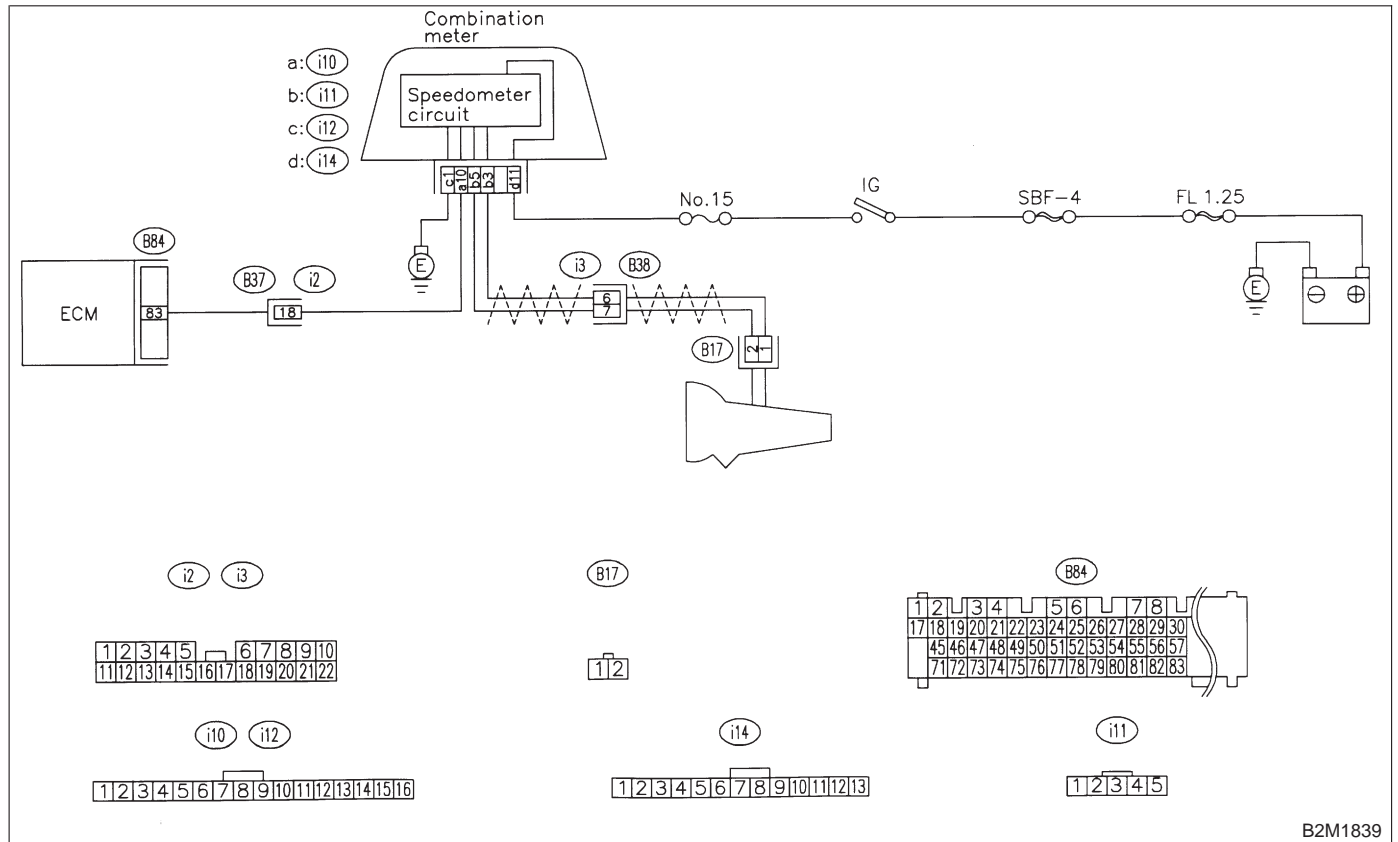 Combination
meter
a: i10
b: i11
c: i12
d: i14
Speedometer
circuit
c1 a10 b5 b3 d11
No.15 IG SBF-4 FL 1.25
E
E
⊖ ⊕
B84
ECM
83
B37 i2
18
i3 B38
6
7
B17
2 1
i2 i3
1 2 3 4 5 6 7 8 9 10
11 12 13 14 15 16 17 18 19 20 21 22
B17
1 2
B84
1 2 3 4 5 6 7 8
17 18 19 20 21 22 23 24 25 26 27 28 29 30
45 46 47 48 49 50 51 52 53 54 55 56 57
71 72 73 74 75 76 77 78 79 80 81 82 83
i10 i12
1 2 3 4 5 6 7 8 9 10 11 12 13 14 15 16
i14
1 2 3 4 5 6 7 8 9 10 11 12 13
i11
1 2 3 4 5
B2M1839